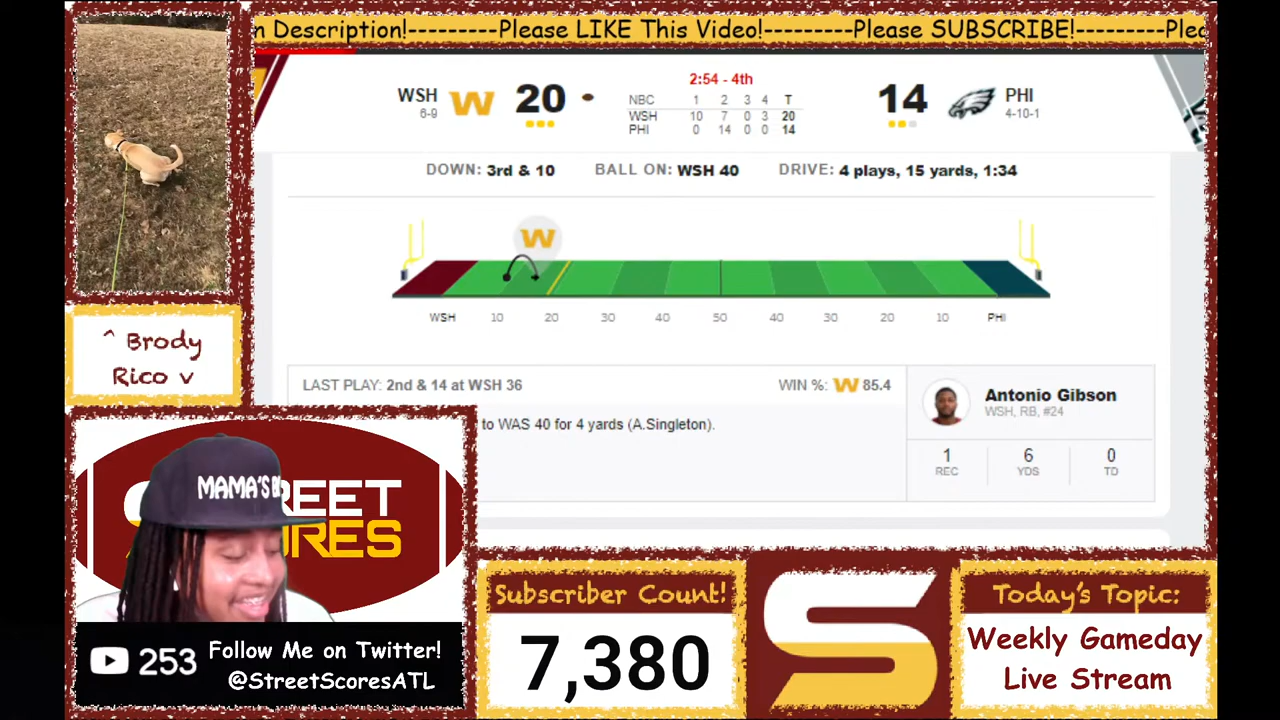 n Description!---------Please LIKE This Video!---------Please SUBSCRIBE!---------Plea
WSH
6-9
W
20
2:54 - 4th
NBC 1 2 3 4 T
WSH 10 7 0 3 20
PHI 0 14 0 0 14
14
PHI
4-10-1
DOWN: 3rd & 10 BALL ON: WSH 40 DRIVE: 4 plays, 15 yards, 1:34
W
WSH 10 20 30 40 50 40 30 20 10 PHI
LAST PLAY: 2nd & 14 at WSH 36 WIN %: W 85.4
to WAS 40 for 4 yards (A.Singleton).
Antonio Gibson
WSH, RB, #24
1 6 0
REC YDS TD
^ Brody
Rico v
MAMA'S
REET
RES
253
Follow Me on Twitter!
@StreetScoresATL
Subscriber Count!
7,380
S
Today's Topic:
Weekly Gameday
Live Stream